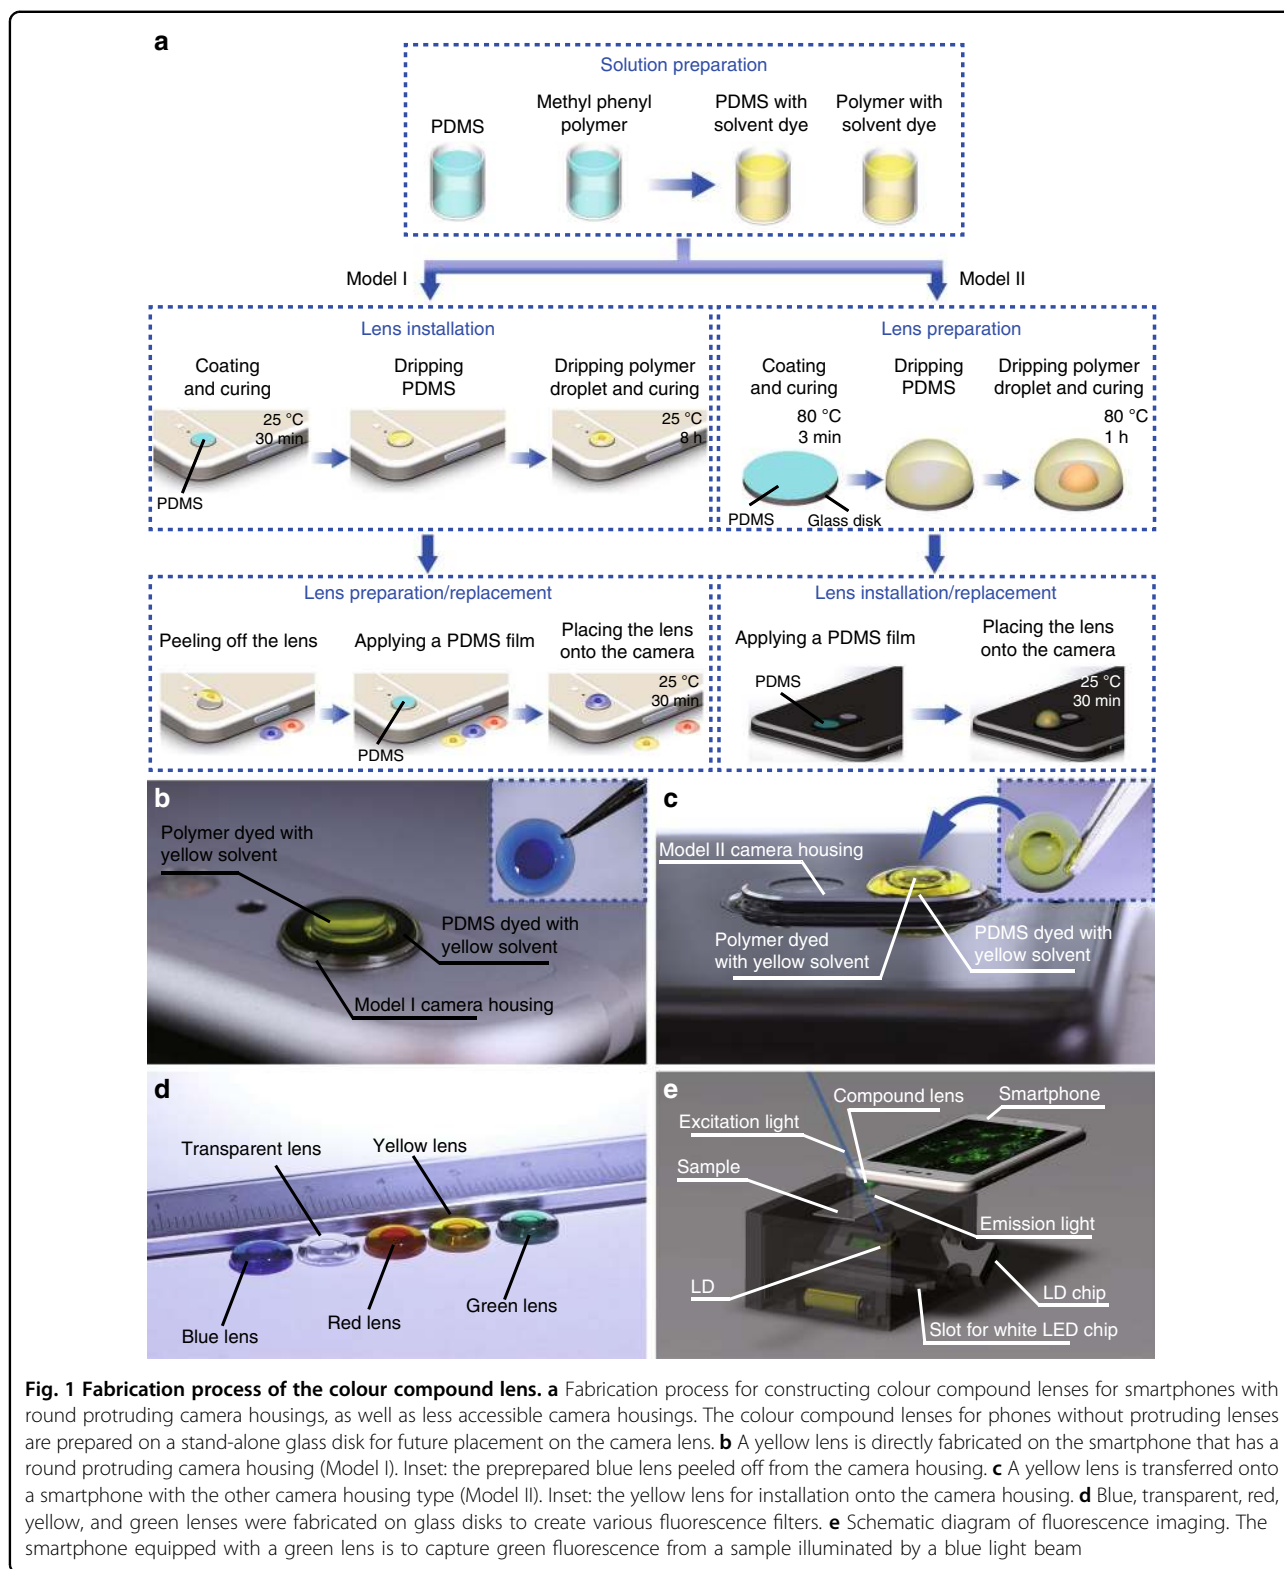 a
Solution preparation
PDMS
Methyl phenyl
polymer
PDMS with
solvent dye
Polymer with
solvent dye
Model I
Model II
Lens installation
Coating
and curing
Dripping
PDMS
Dripping polymer
droplet and curing
25 °C
30 min
25 °C
8 h
PDMS
Lens preparation
Coating
and curing
Dripping
PDMS
Dripping polymer
droplet and curing
80 °C
3 min
80 °C
1 h
PDMS
Glass disk
Lens preparation/replacement
Peeling off the lens
Applying a PDMS film
Placing the lens
onto the camera
25 °C
30 min
PDMS
Lens installation/replacement
Applying a PDMS film
Placing the lens
onto the camera
PDMS
25 °C
30 min
b
Polymer dyed with
yellow solvent
PDMS dyed with
yellow solvent
Model I camera housing
c
Model II camera housing
Polymer dyed
with yellow solvent
PDMS dyed with
yellow solvent
d
Transparent lens
Yellow lens
Blue lens
Red lens
Green lens
1 2 3 4 5 6 7
e
Compound lens
Smartphone
Excitation light
Sample
Emission light
LD
LD chip
Slot for white LED chip
Fig. 1 Fabrication process of the colour compound lens. a Fabrication process for constructing colour compound lenses for smartphones with
round protruding camera housings, as well as less accessible camera housings. The colour compound lenses for phones without protruding lenses
are prepared on a stand-alone glass disk for future placement on the camera lens. b A yellow lens is directly fabricated on the smartphone that has a
round protruding camera housing (Model I). Inset: the preprepared blue lens peeled off from the camera housing. c A yellow lens is transferred onto
a smartphone with the other camera housing type (Model II). Inset: the yellow lens for installation onto the camera housing. d Blue, transparent, red,
yellow, and green lenses were fabricated on glass disks to create various fluorescence filters. e Schematic diagram of fluorescence imaging. The
smartphone equipped with a green lens is to capture green fluorescence from a sample illuminated by a blue light beam